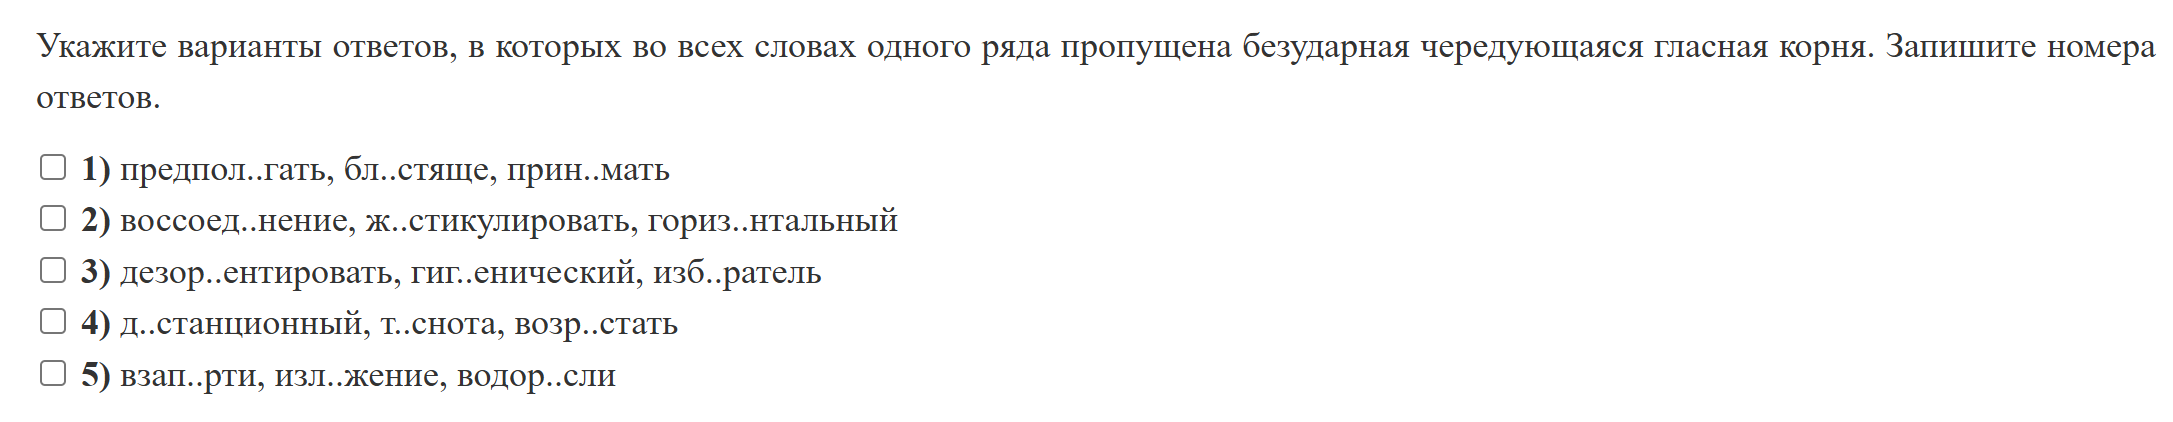 Укажите варианты ответов, в которых во всех словах одного ряда пропущена безударная чередующаяся гласная корня. Запишите номера
ответов.
1) предпол..гать, бл..стяще, прин..мать
2) воссоед..нение, ж..стикулировать, гориз..нтальный
3) дезор..ентировать, гиг..енический, изб..ратель
4) д..станционный, т..снота, возр..стать
5) взап..рти, изл..жение, водор..сли